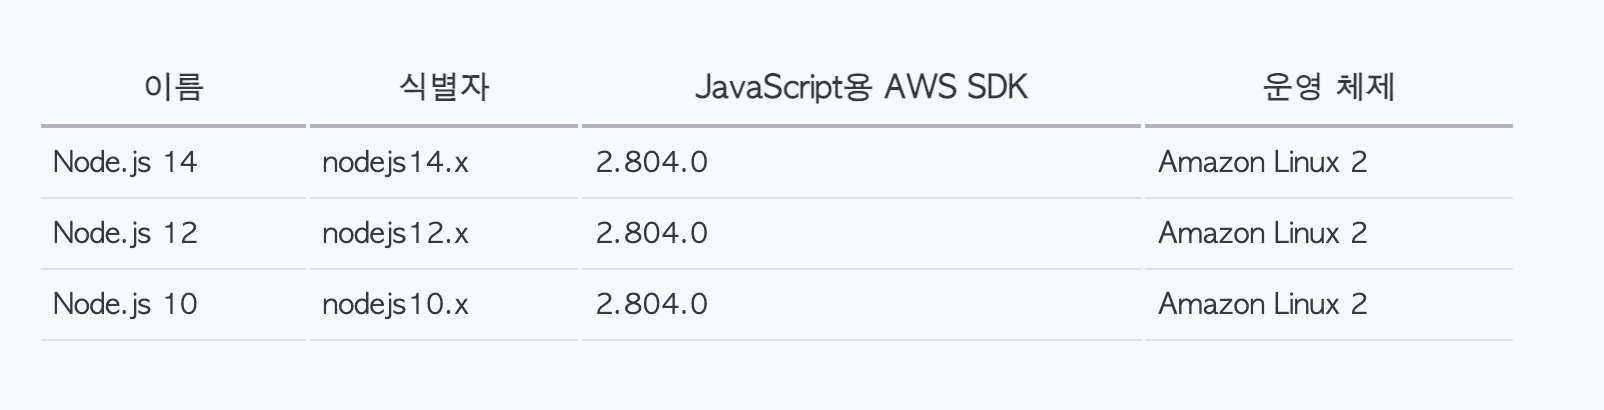 이름 식별자 JavaScript용 AWS SDK 운영 체제
Node.js 14 nodejs14.x 2.804.0 Amazon Linux 2
Node.js 12 nodejs12.x 2.804.0 Amazon Linux 2
Node.js 10 nodejs10.x 2.804.0 Amazon Linux 2